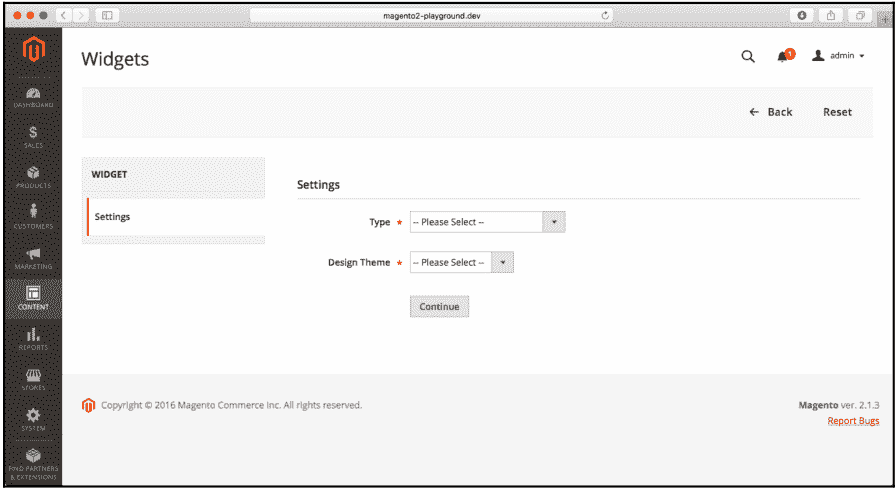 magento2-playground.dev
Widgets
1
admin
← Back Reset
DASHBOARD
$
SALES
PRODUCTS
CUSTOMERS
MARKETING
CONTENT
REPORTS
STORES
SYSTEM
FIND PARTNERS
& EXTENSIONS
WIDGET
Settings
Settings
Type * -- Please Select --
Design Theme * -- Please Select --
Continue
Copyright © 2016 Magento Commerce Inc. All rights reserved.
Magento ver. 2.1.3
Report Bugs